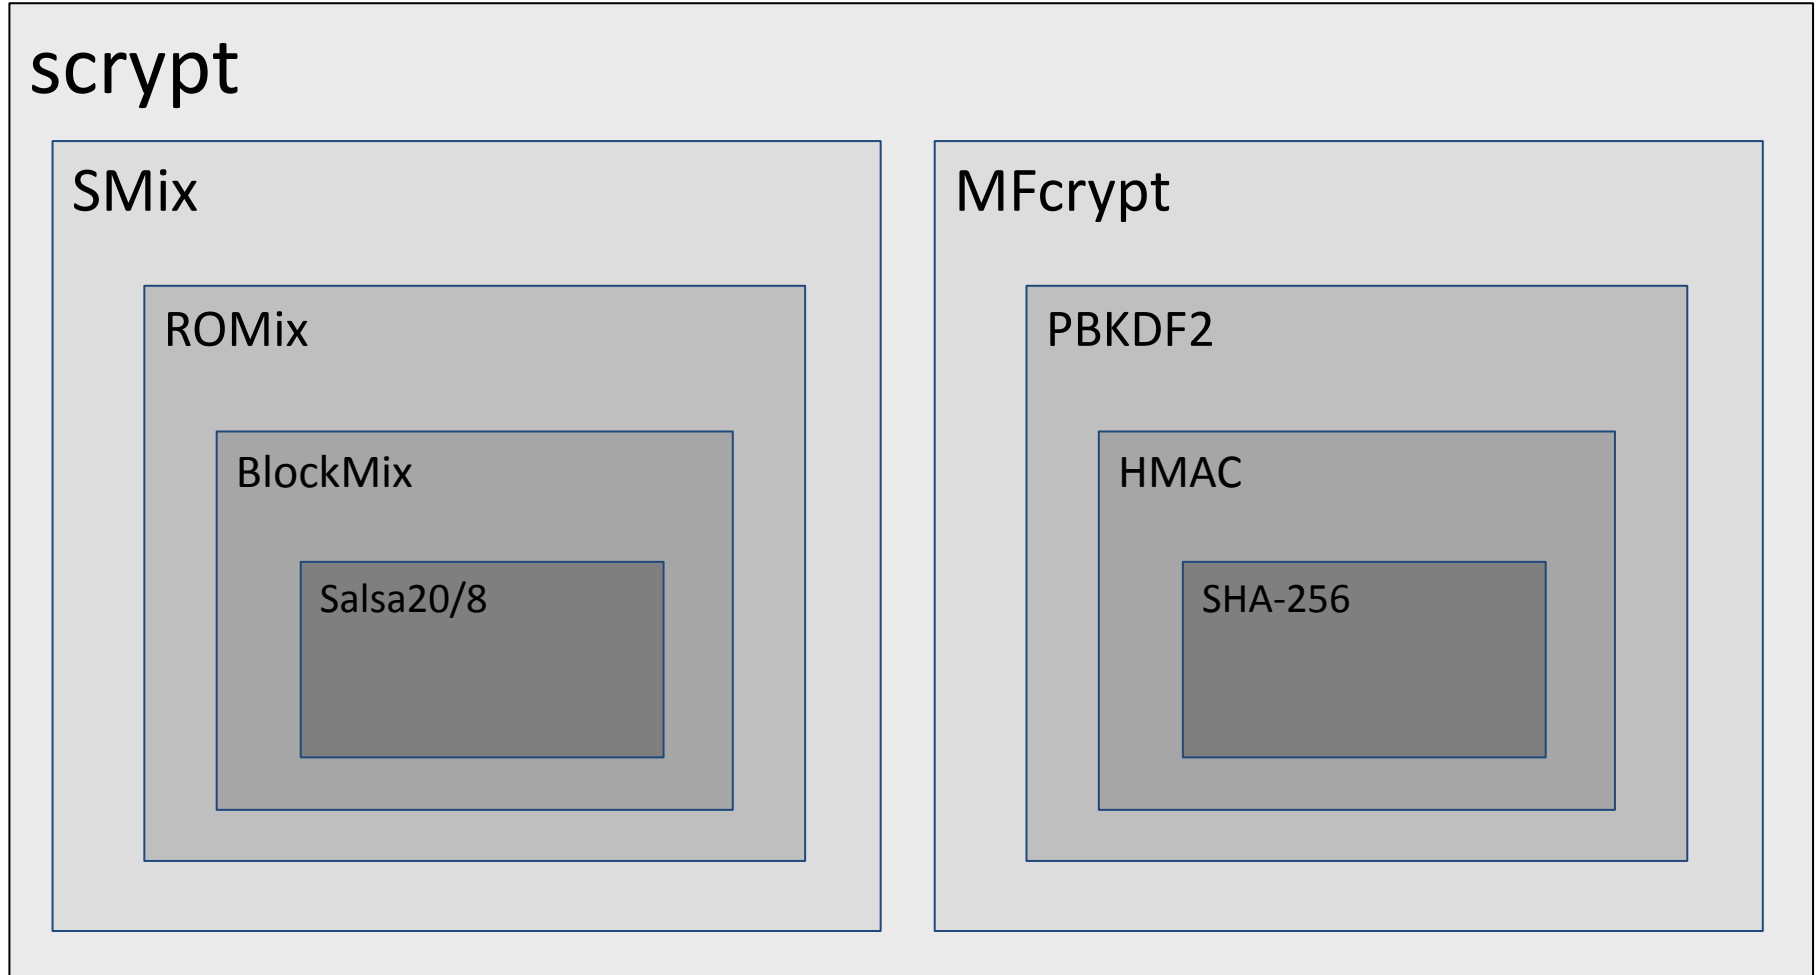 scrypt
SMix
ROMix
BlockMix
Salsa20/8
MFcrypt
PBKDF2
HMAC
SHA-256